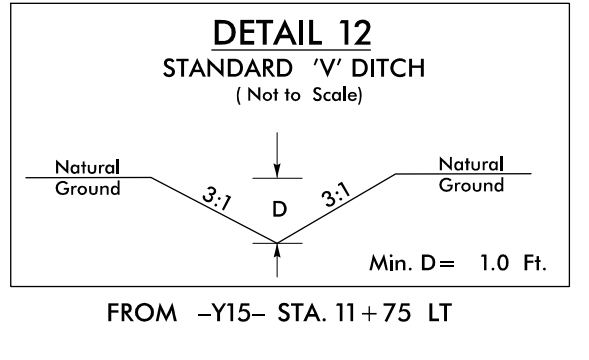 DETAIL 12
STANDARD 'V' DITCH
( Not to Scale)
Natural
Ground
3:1
D
3:1
Natural
Ground
Min. D= 1.0 Ft.
FROM -Y15- STA. 11+75 LT